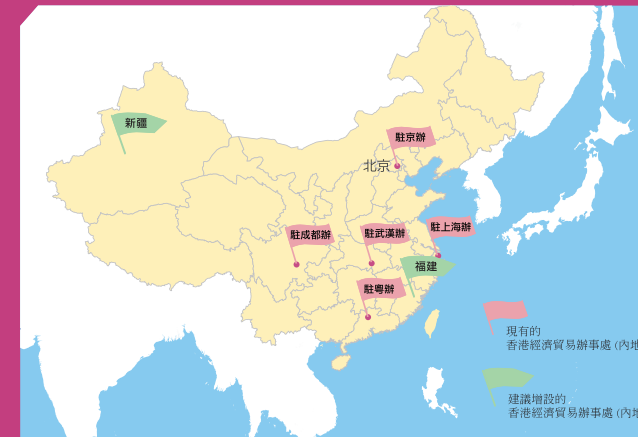 新疆
駐京辦
北京
駐成都辦
駐武漢辦
駐上海辦
福建
駐粵辦
現有的
香港經濟貿易辦事處 (內地
建議增設的
香港經濟貿易辦事處 (內地